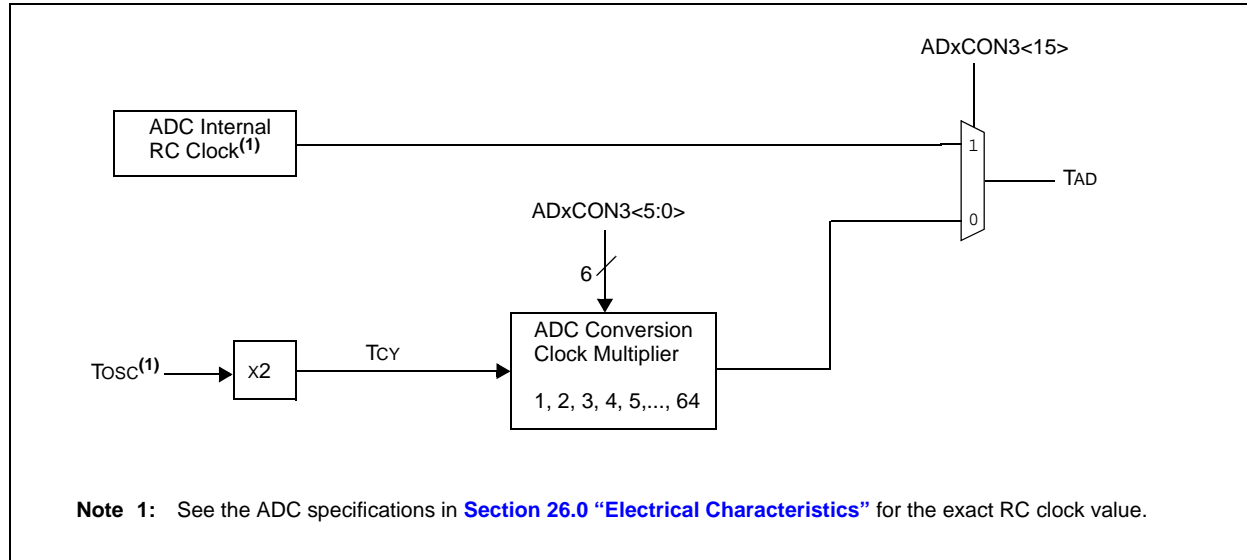 ADxCON3<15>
ADC Internal
RC Clock(1)
1
TAD
ADxCON3<5:0>
0
6
ADC Conversion
Clock Multiplier
TOSC(1)
X2
TCY
1, 2, 3, 4, 5,..., 64
Note 1: See the ADC specifications in Section 26.0 “Electrical Characteristics” for the exact RC clock value.